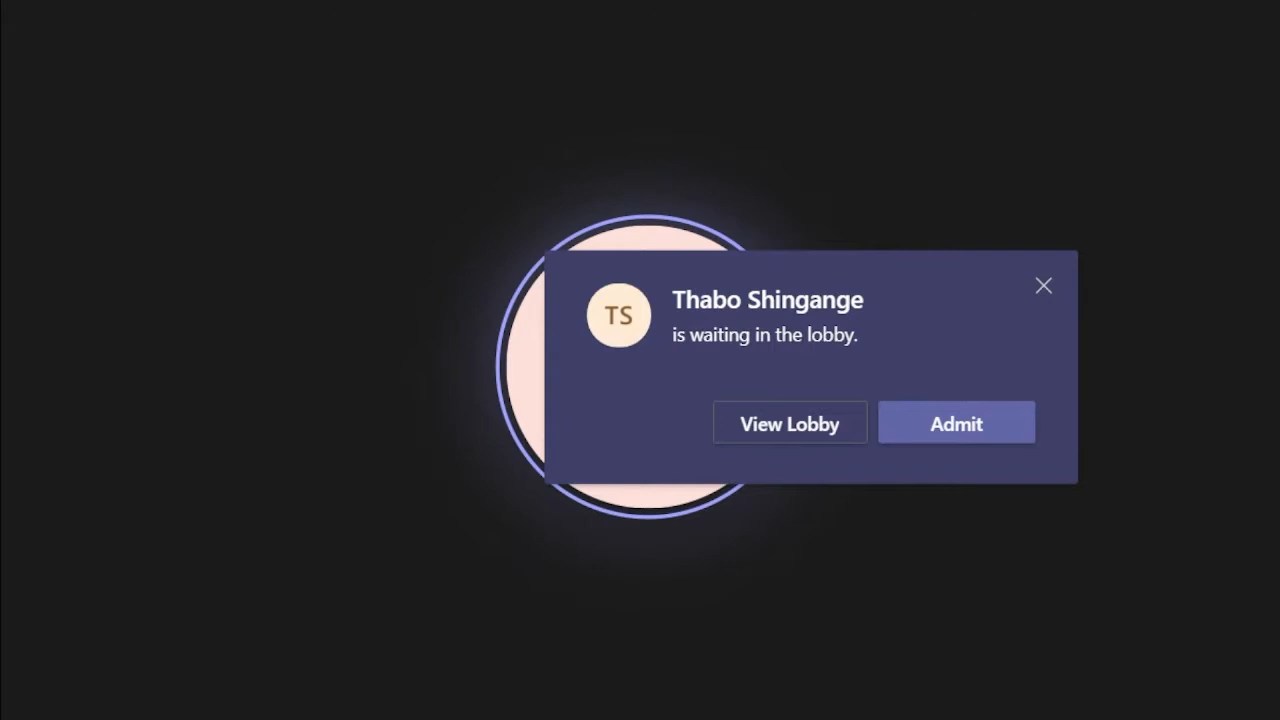 TS
Thabo Shingange
is waiting in the lobby.
View Lobby
Admit